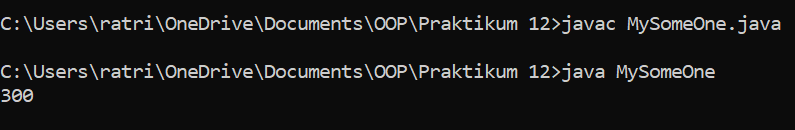 C:\Users\ratri\OneDrive\Documents\OOP\Praktikum 12>javac MySomeOne.java
C:\Users\ratri\OneDrive\Documents\OOP\Praktikum 12>java MySomeOne
300